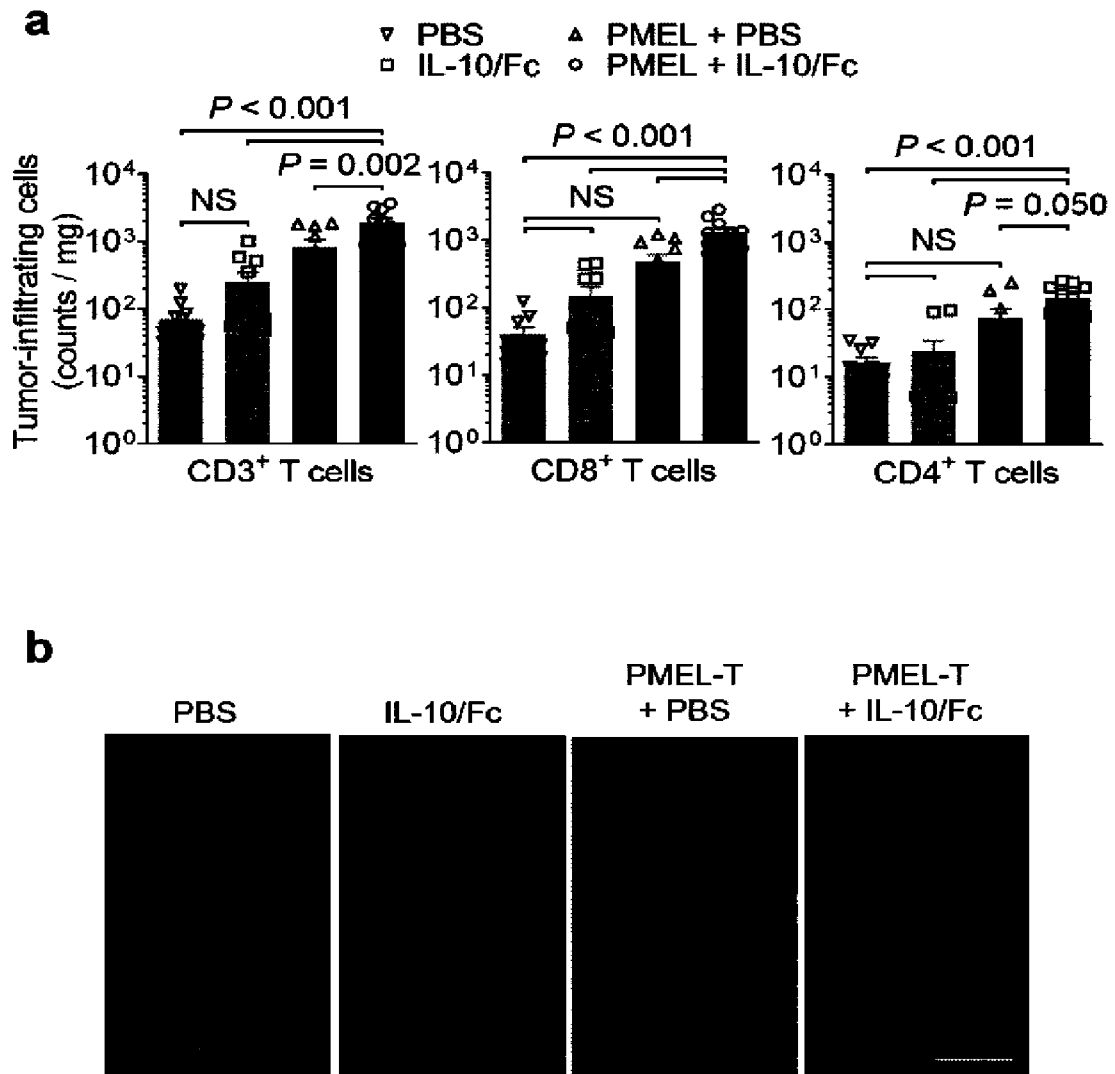 a
PBS PMEL + PBS
IL-10/Fc PMEL + IL-10/Fc
P < 0.001
P = 0.002
NS
P < 0.001
NS
P < 0.001
P = 0.050
NS
Tumor-infiltrating cells
(counts / mg)
10⁴
10³
10²
10¹
10⁰
10⁴
10³
10²
10¹
10⁰
10⁴
10³
10²
10¹
10⁰
CD3⁺ T cells
CD8⁺ T cells
CD4⁺ T cells
b
PBS
IL-10/Fc
PMEL-T
+ PBS
PMEL-T
+ IL-10/Fc